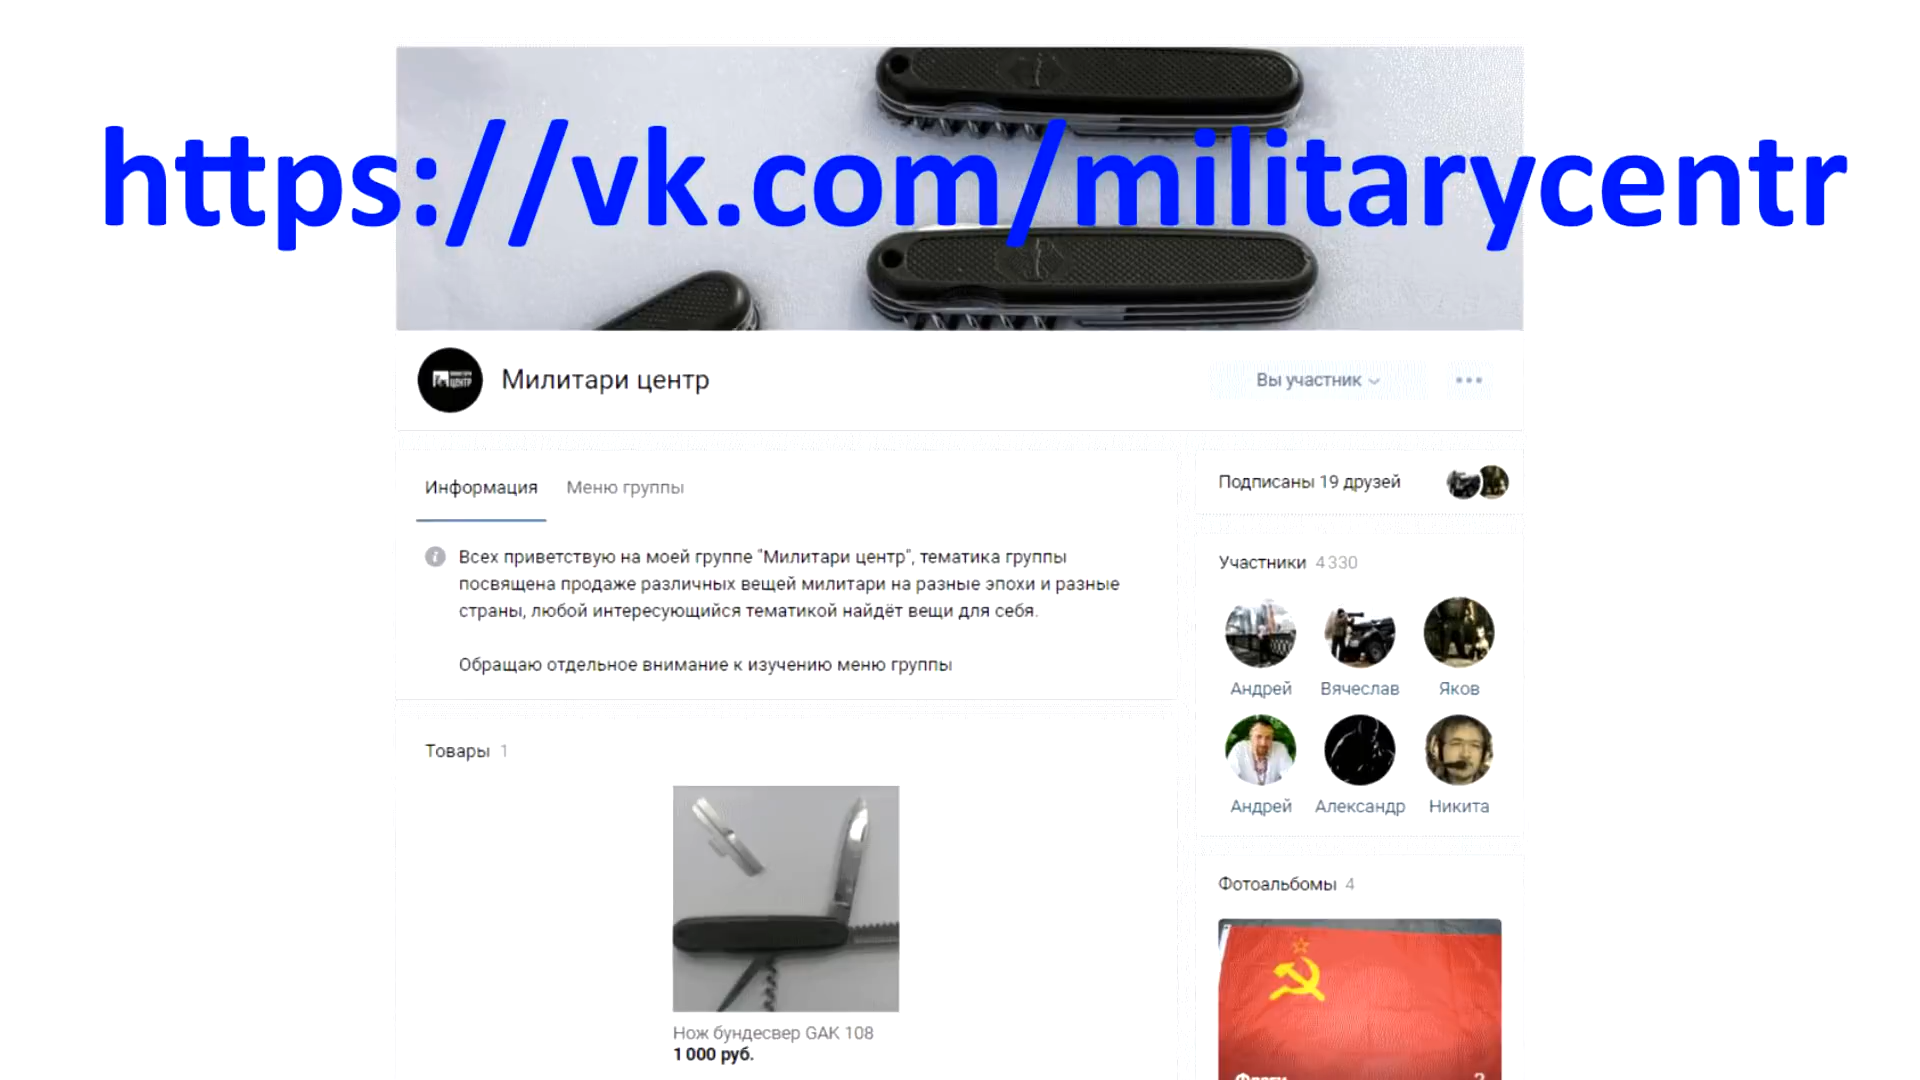 https://vk.com/militarycentr
МИЛИТАРИ
ЦЕНТР
Милитари центр
Вы участник
Информация
Меню группы
Всех приветствую на моей группе "Милитари центр", тематика группы
посвящена продаже различных вещей милитари на разные эпохи и разные
страны, любой интересующийся тематикой найдёт вещи для себя.
Обращаю отдельное внимание к изучению меню группы
Товары 1
Нож бундесвер GAK 108
1 000 руб.
Подписаны 19 друзей
Участники 4 330
Андрей
Вячеслав
Яков
Андрей
Александр
Никита
Фотоальбомы 4